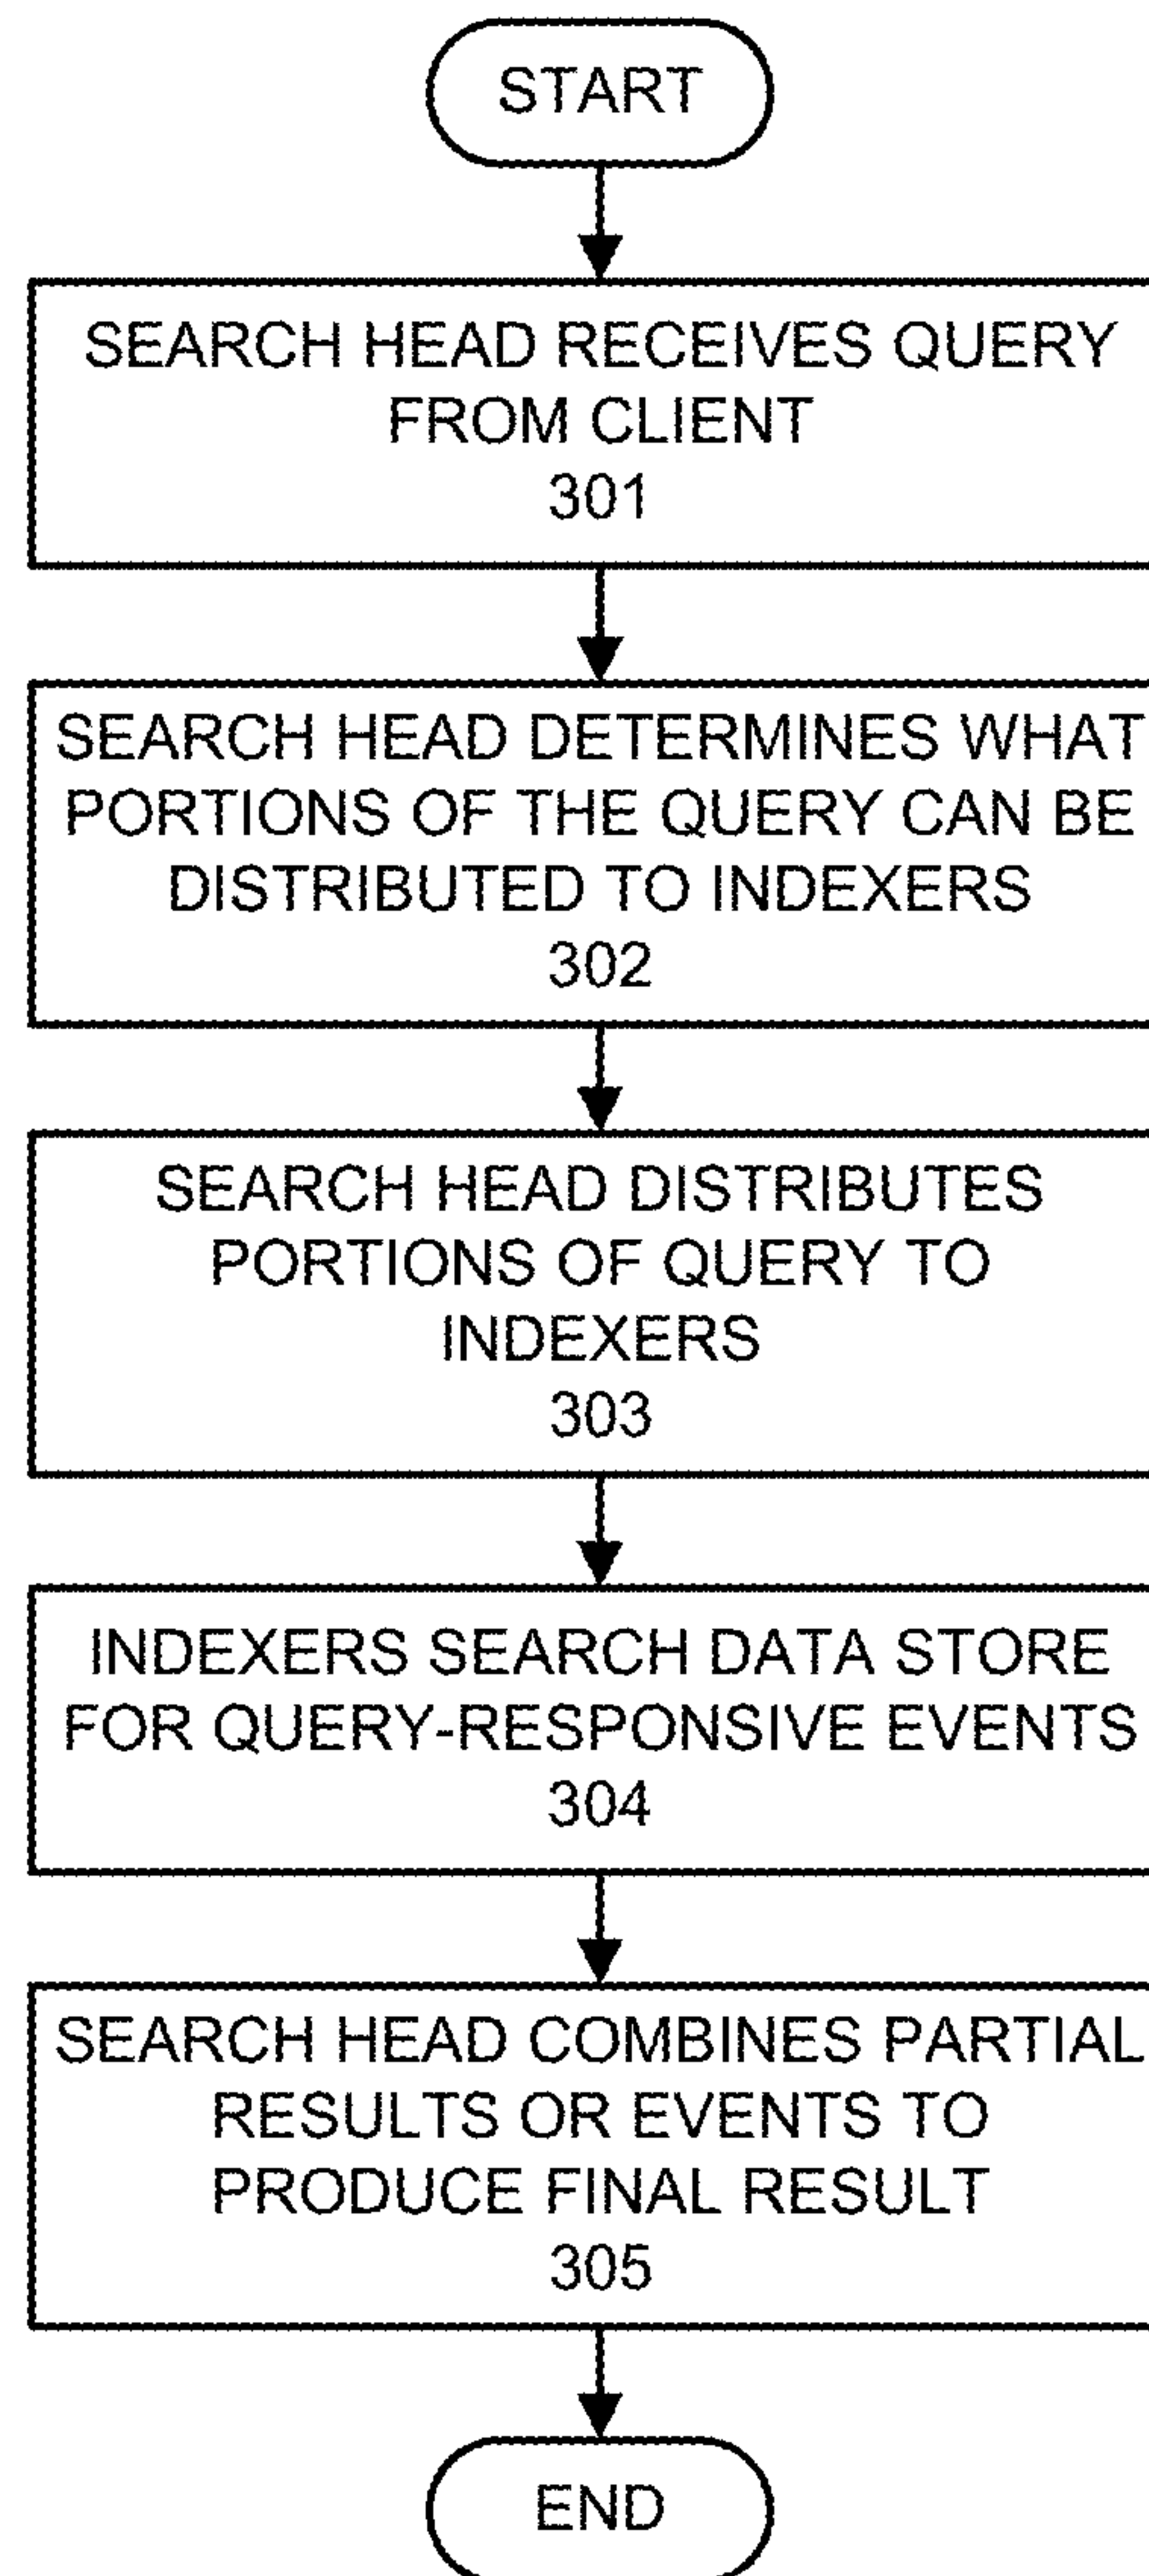 START
SEARCH HEAD RECEIVES QUERY
FROM CLIENT
301
SEARCH HEAD DETERMINES WHAT
PORTIONS OF THE QUERY CAN BE
DISTRIBUTED TO INDEXERS
302
SEARCH HEAD DISTRIBUTES
PORTIONS OF QUERY TO
INDEXERS
303
INDEXERS SEARCH DATA STORE
FOR QUERY-RESPONSIVE EVENTS
304
SEARCH HEAD COMBINES PARTIAL
RESULTS OR EVENTS TO
PRODUCE FINAL RESULT
305
END